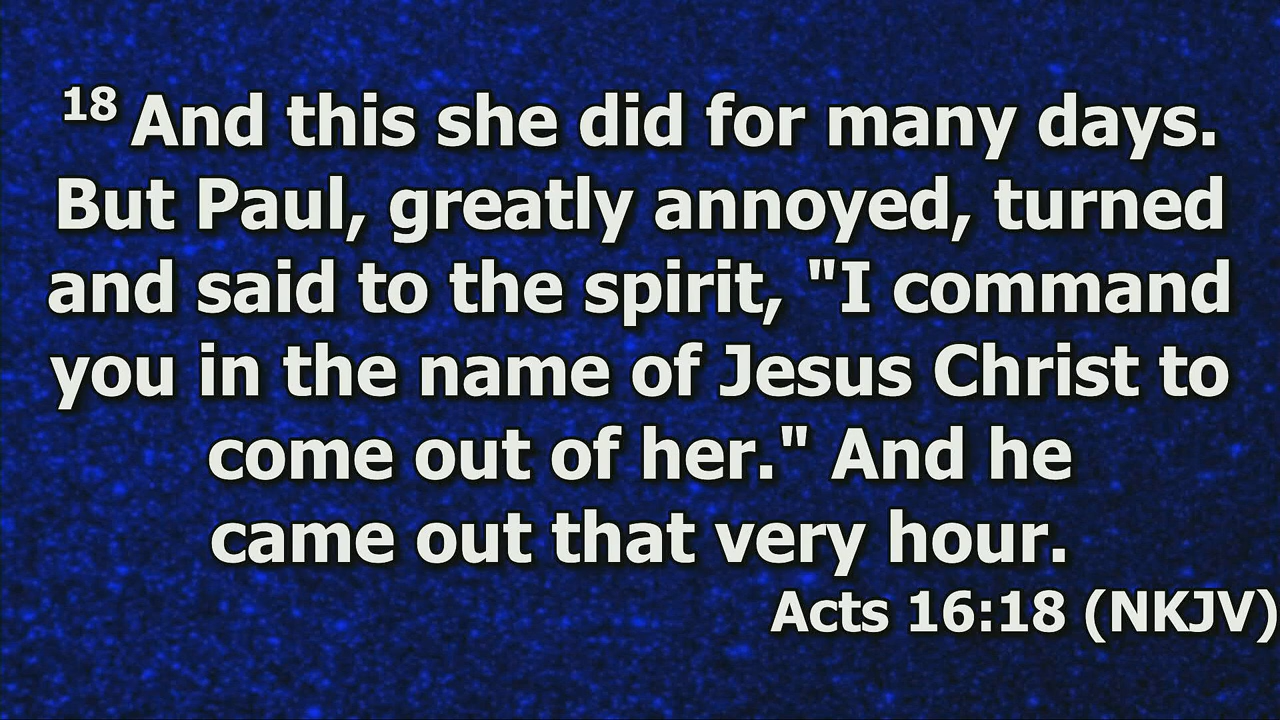 18 And this she did for many days.
But Paul, greatly annoyed, turned
and said to the spirit, "I command
you in the name of Jesus Christ to
come out of her." And he
came out that very hour.
Acts 16:18 (NKJV)